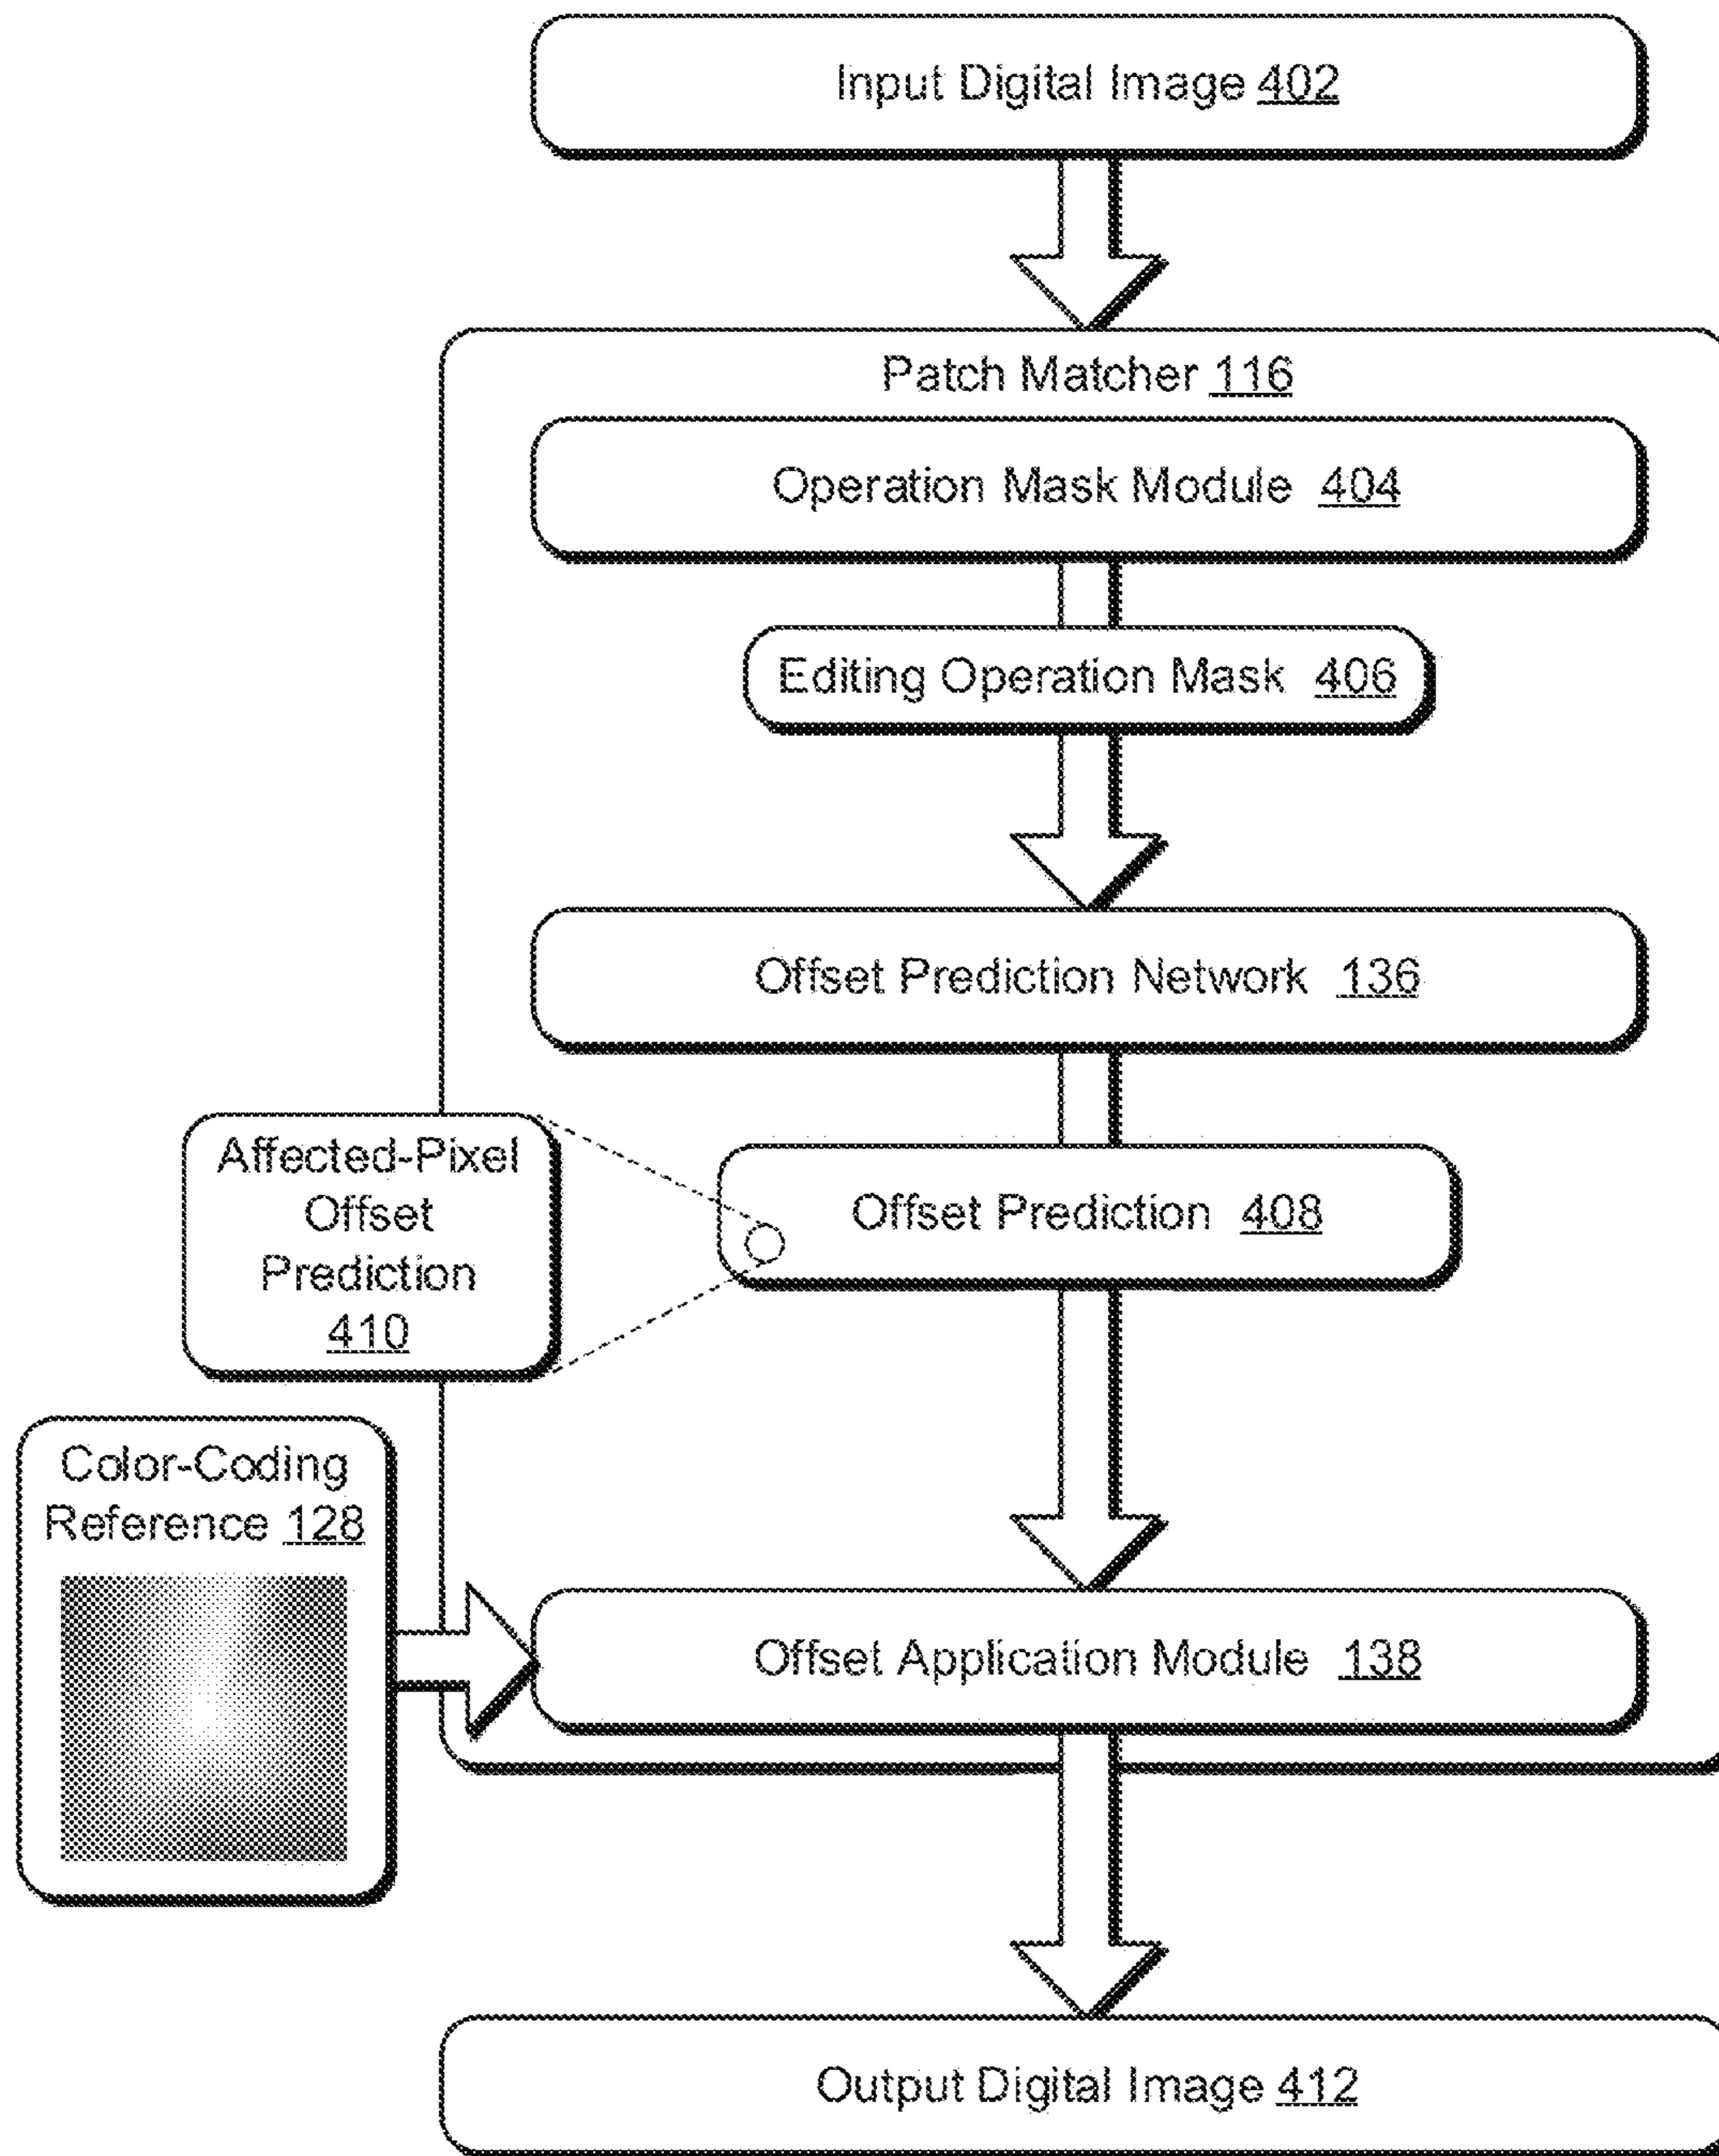 Input Digital Image 402
Patch Matcher 116
Operation Mask Module 404
Editing Operation Mask 406
Offset Prediction Network 136
Affected-Pixel
Offset
Prediction
410
Offset Prediction 408
Color-Coding
Reference 128
Offset Application Module 138
Output Digital Image 412